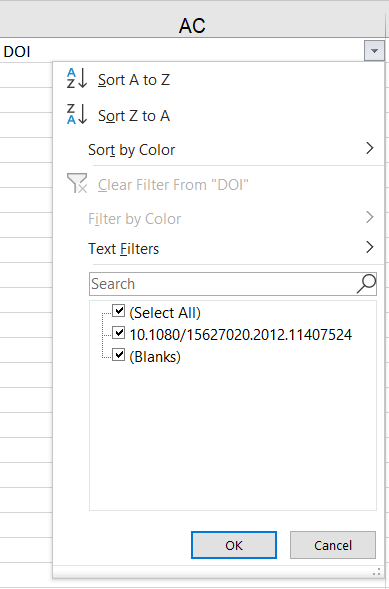 AC
DOI
Sort A to Z
Sort Z to A
Sort by Color
Clear Filter From "DOI"
Filter by Color
Text Filters
Search
(Select All)
10.1080/15627020.2012.11407524
(Blanks)
OK Cancel